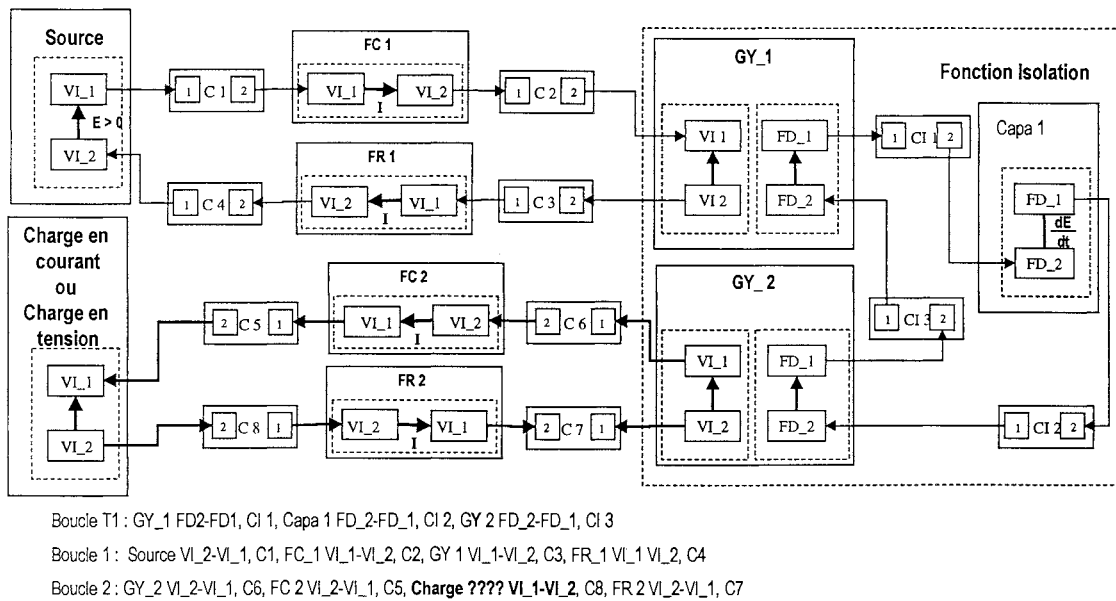 Source
VI_1
E > 0
VI_2
1 C 1 2
FC 1
VI_1 VI_2
I
1 C 2 2
GY_1
VI 1 FD_1
VI 2 FD_2
Fonction Isolation
1 CI 1 2
Capa 1
FD_1
dE
dt
FD_2
1 C 4 2
FR 1
VI_2 VI_1
I
1 C 3 2
Charge en
courant
ou
Charge en
tension
VI_1
VI_2
2 C 5 1
FC 2
VI_1 VI_2
I
2 C 6 1
GY_ 2
VI_1 FD_1
VI_2 FD_2
1 CI 3 2
2 C 8 1
FR 2
VI_2 VI_1
I
2 C 7 1
1 CI 2 2
Boucle T1 : GY_1 FD2-FD1, CI 1, Capa 1 FD_2-FD_1, CI 2, GY 2 FD_2-FD_1, CI 3
Boucle 1 : Source VI_2-VI_1, C1, FC_1 VI_1-VI_2, C2, GY 1 VI_1-VI_2, C3, FR_1 VI_1 VI_2, C4
Boucle 2 : GY_2 VI_2-VI_1, C6, FC 2 VI_2-VI_1, C5, Charge ???? VI_1-VI_2, C8, FR 2 VI_2-VI_1, C7